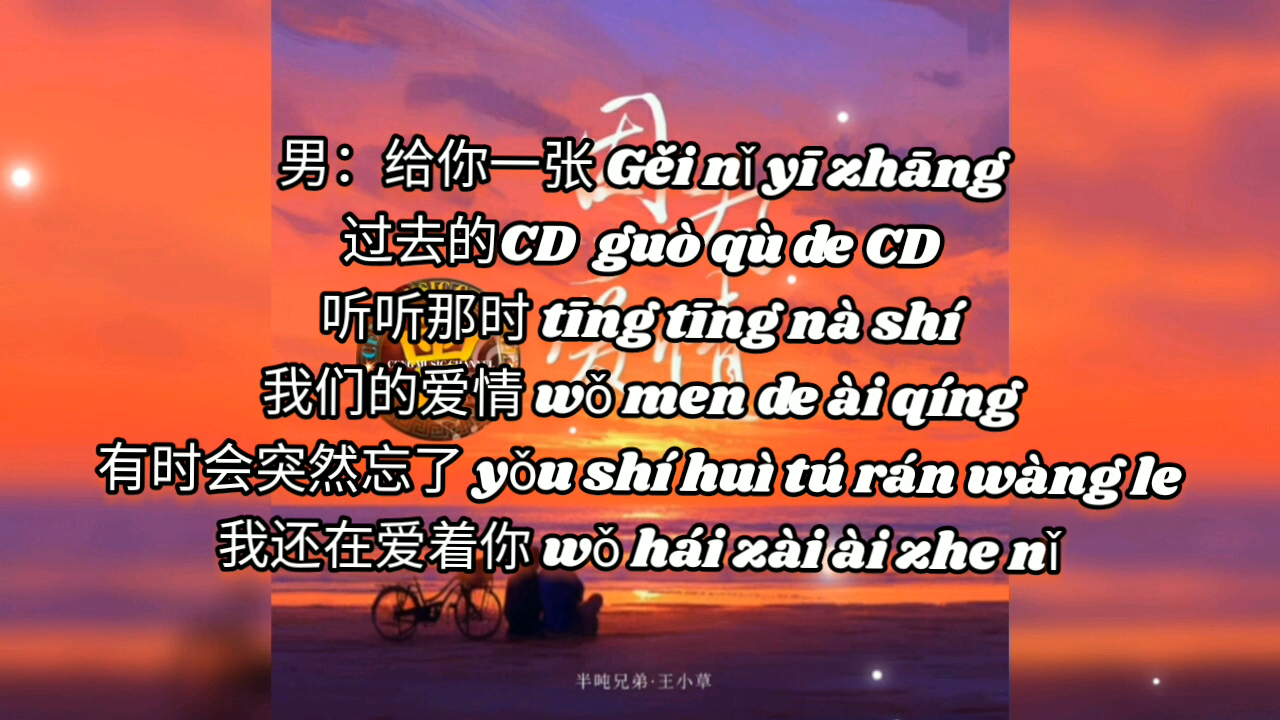 男：给你一张 Gěi nǐ yī zhāng
过去的CD guò qù de CD
听听那时 tīng tīng nà shí
我们的爱情 wǒ men de ài qíng
有时会突然忘了 yǒu shí huì tú rán wàng le
我还在爱着你 wǒ hái zài ài zhe nǐ
半吨兄弟·王小草